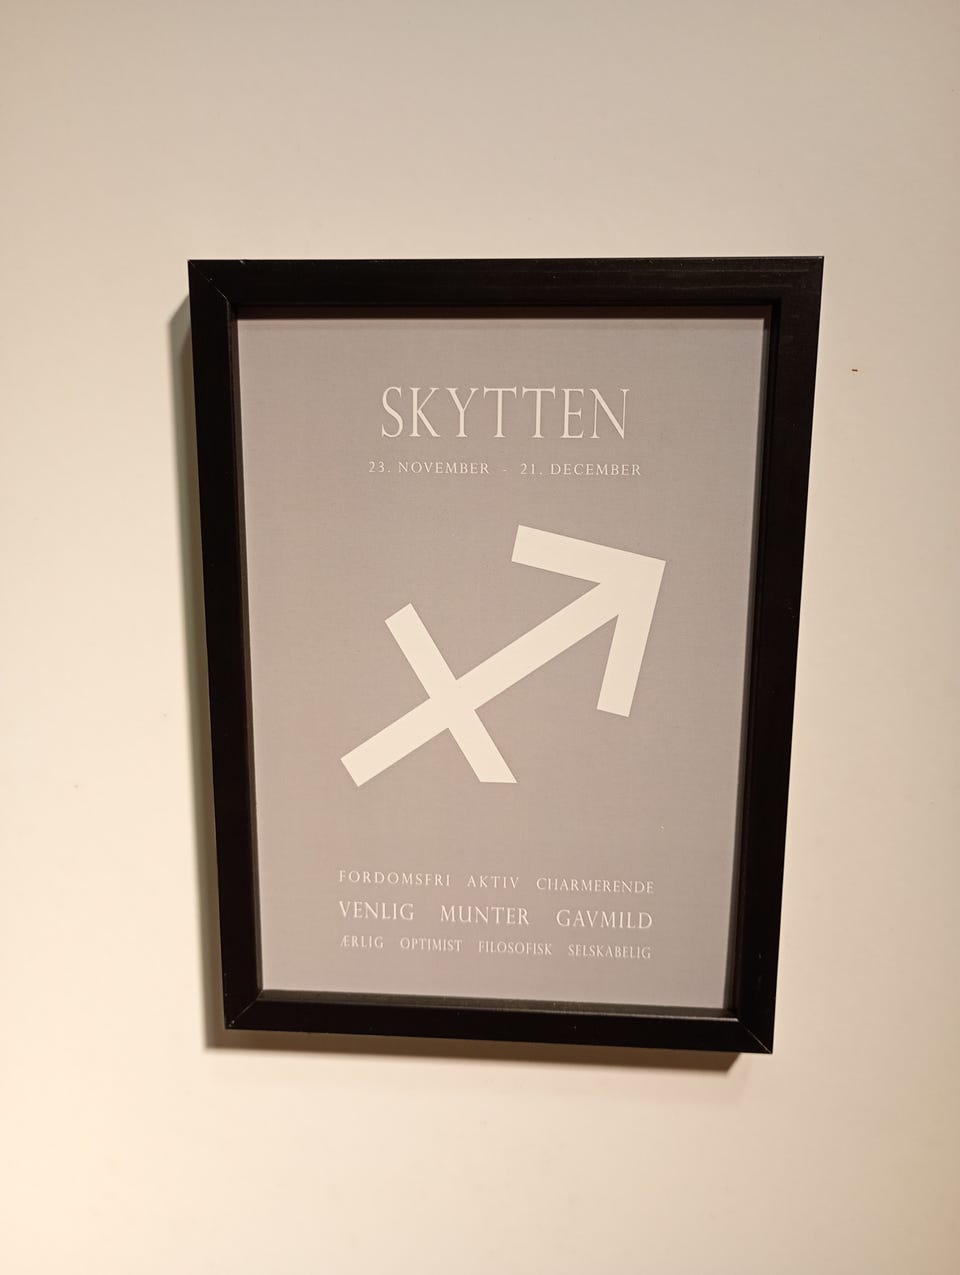 SKYTTEN
23. NOVEMBER - 21. DECEMBER
FORDOMSFRI AKTIV CHARMERENDE
VENLIG MUNTER GAVMILD
ÆRLIG OPTIMIST FILOSOFISK SELSKABELIG